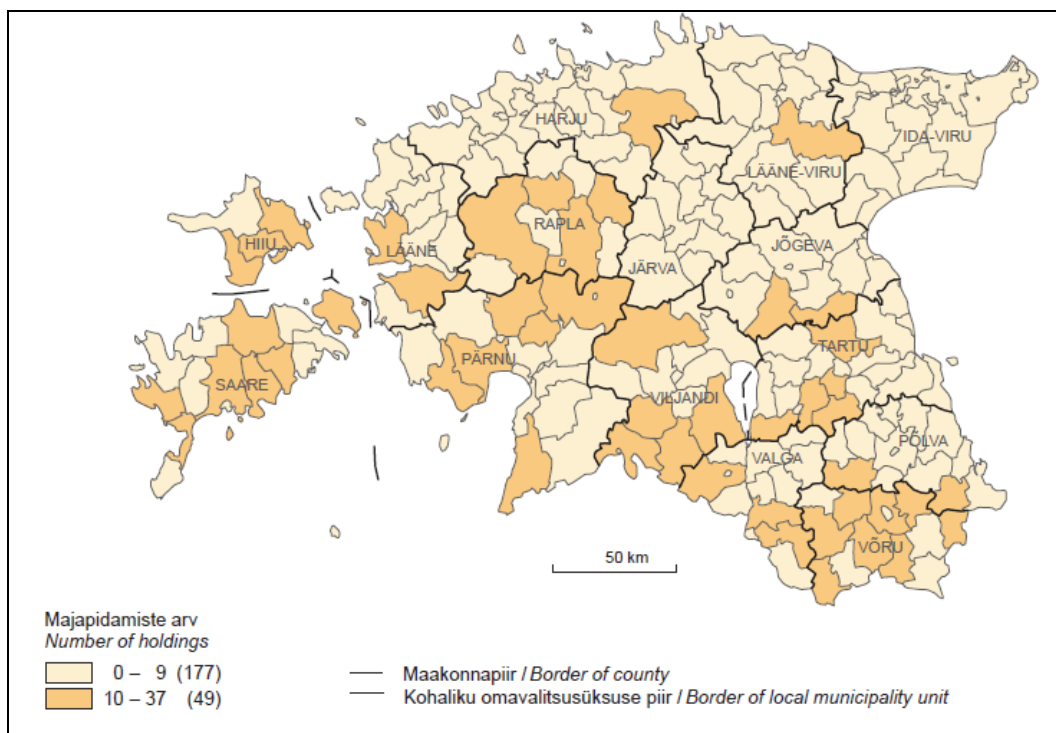 HARJU
IDA-VIRU
LÄÄNE-VIRU
RAPLA
HIIU
LÄÄNE
JÕGEVA
JÄRVA
TARTU
PÄRNU
SAARE
VILJANDI
PÕLVA
VALGA
VÕRU
50 km
Majapidamiste arv
Number of holdings
0 – 9 (177)
10 – 37 (49)
Maakonnapiir / Border of county
Kohaliku omavalitsusüksuse piir / Border of local municipality unit